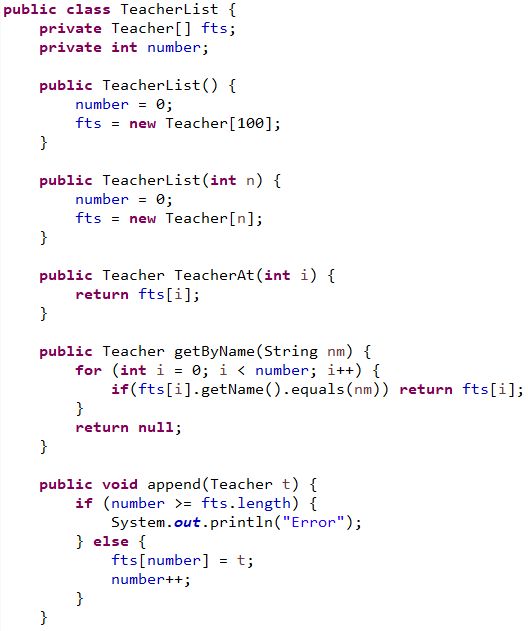 public class TeacherList {
    private Teacher[] fts;
    private int number;

    public TeacherList() {
        number = 0;
        fts = new Teacher[100];
    }

    public TeacherList(int n) {
        number = 0;
        fts = new Teacher[n];
    }

    public Teacher TeacherAt(int i) {
        return fts[i];
    }

    public Teacher getByName(String nm) {
        for (int i = 0; i < number; i++) {
            if(fts[i].getName().equals(nm)) return fts[i];
        }
        return null;
    }

    public void append(Teacher t) {
        if (number >= fts.length) {
            System.out.println("Error");
        } else {
            fts[number] = t;
            number++;
        }
    }